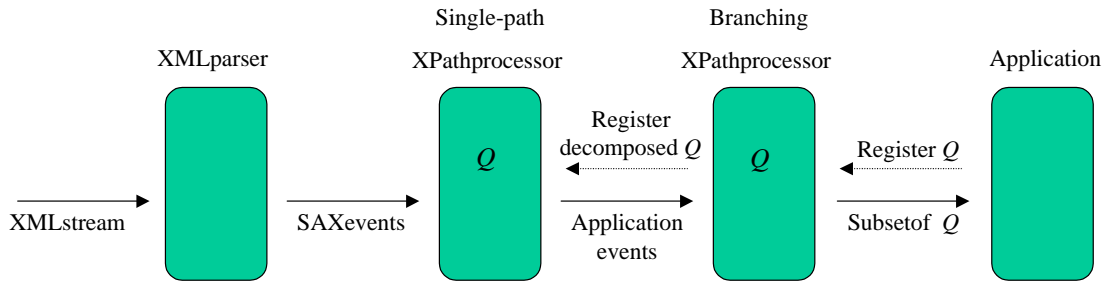 Single-path
XPathprocessor
Branching
XPathprocessor
XMLparser
Application
Q
Register
decomposed Q
Q
Register Q
XMLstream
SAXevents
Application
events
Subsetof Q